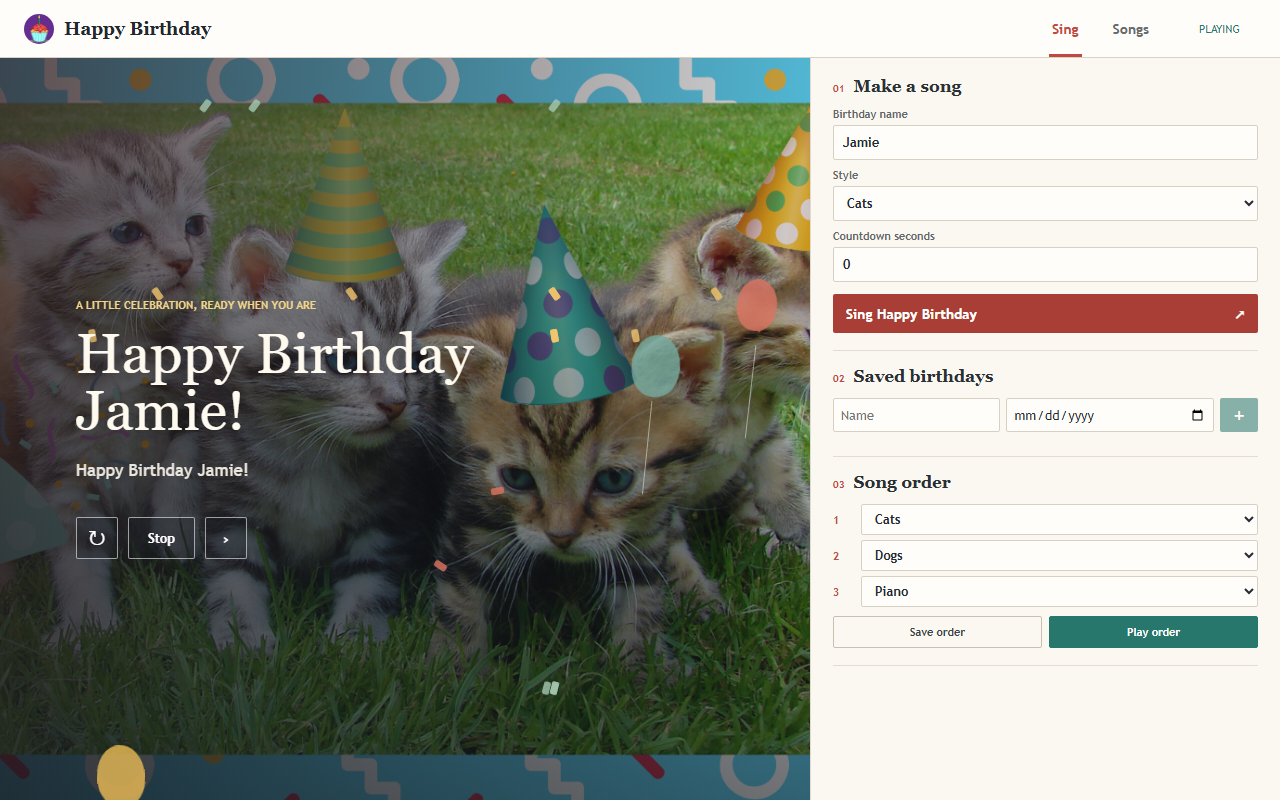 Happy Birthday
Sing
Songs
PLAYING
A LITTLE CELEBRATION, READY WHEN YOU ARE
Happy Birthday
Jamie!
Happy Birthday Jamie!
↻
Stop
>
01 Make a song
Birthday name
Jamie
Style
Cats
Countdown seconds
0
Sing Happy Birthday ↗
02 Saved birthdays
Name
mm/dd/yyyy
+
03 Song order
1 Cats
2 Dogs
3 Piano
Save order
Play order